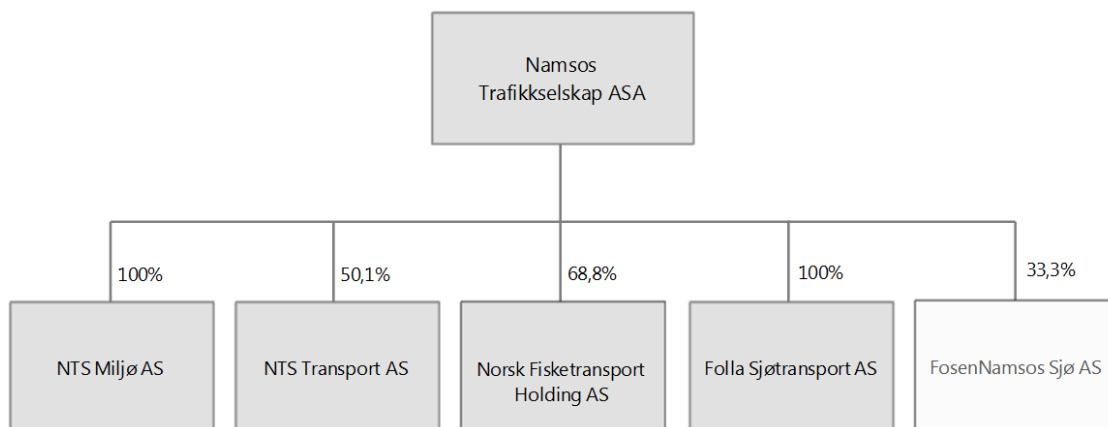 Namsos
Trafikkselskap ASA
100%
50,1%
68,8%
100%
33,3%
NTS Miljø AS
NTS Transport AS
Norsk Fisketransport
Holding AS
Folla Sjøtransport AS
FosenNamsos Sjø AS